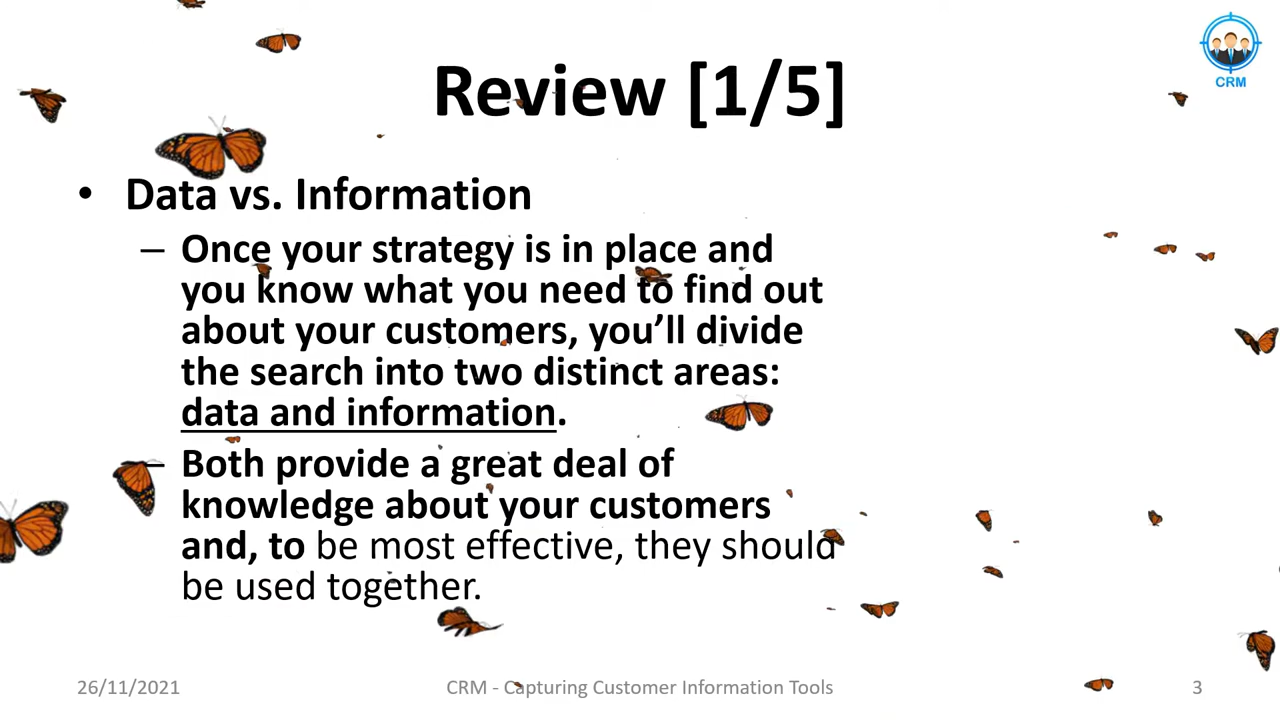 CRM
Review [1/5]
• Data vs. Information
– Once your strategy is in place and
you know what you need to find out
about your customers, you’ll divide
the search into two distinct areas:
data and information.
– Both provide a great deal of
knowledge about your customers
and, to be most effective, they should
be used together.
26/11/2021
CRM - Capturing Customer Information Tools
3